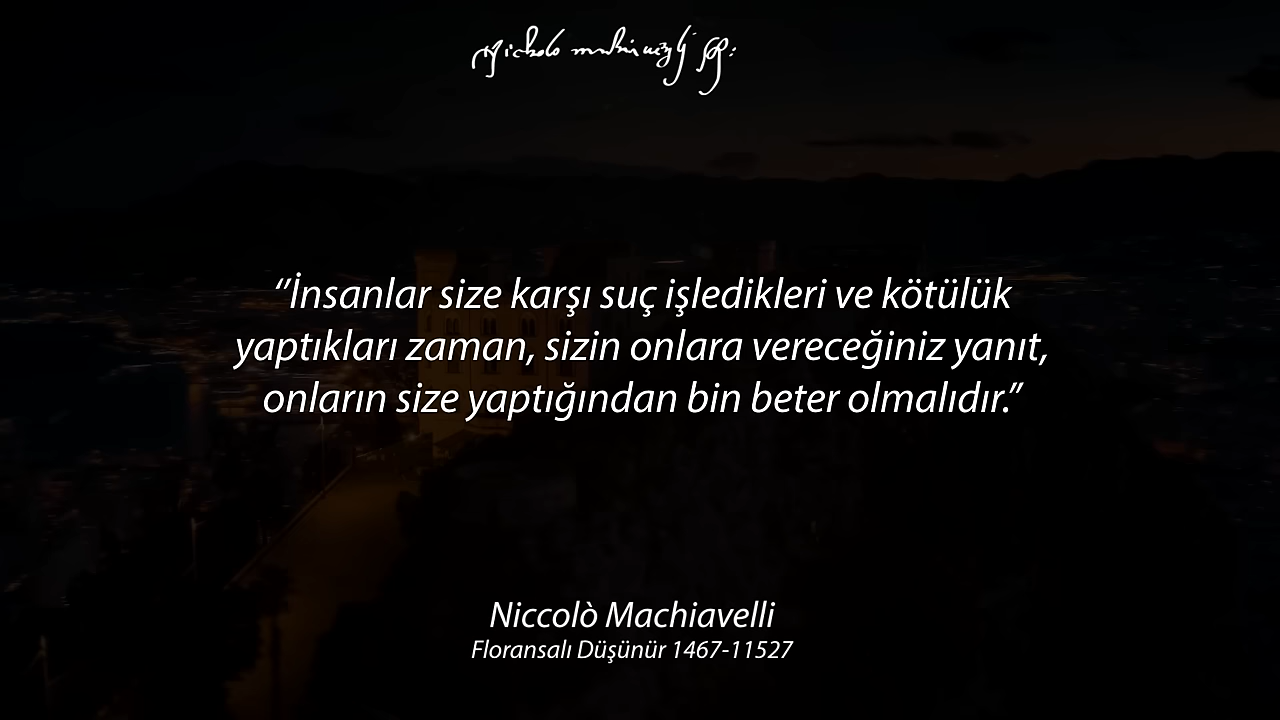 “İnsanlar size karşı suç işledikleri ve kötülük
yaptıkları zaman, sizin onlara vereceğiniz yanıt,
onların size yaptığından bin beter olmalıdır.”
Niccolò Machiavelli
Floransalı Düşünür 1467-11527